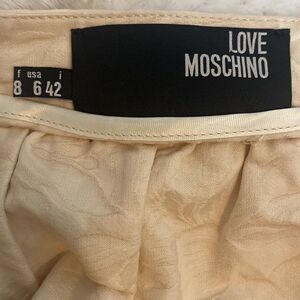 LOVE
MOSCHINO
f usa i
8 6 42